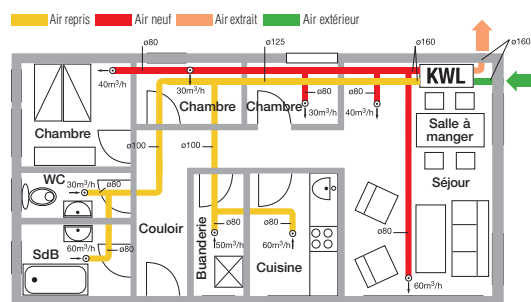 Air repris
Air neuf
Air extrait
Air extérieur
ø80
ø125
ø160
ø160
KWL
40m³/h
30m³/h
Chambre
Chambre
Chambre
ø80
30m³/h
ø80
40m³/h
Salle à
manger
Séjour
ø100
ø100
WC
30m³/h
ø80
Couloir
SdB
60m³/h
ø80
Buanderie
ø80
50m³/h
ø80
60m³/h
Cuisine
ø80
60m³/h